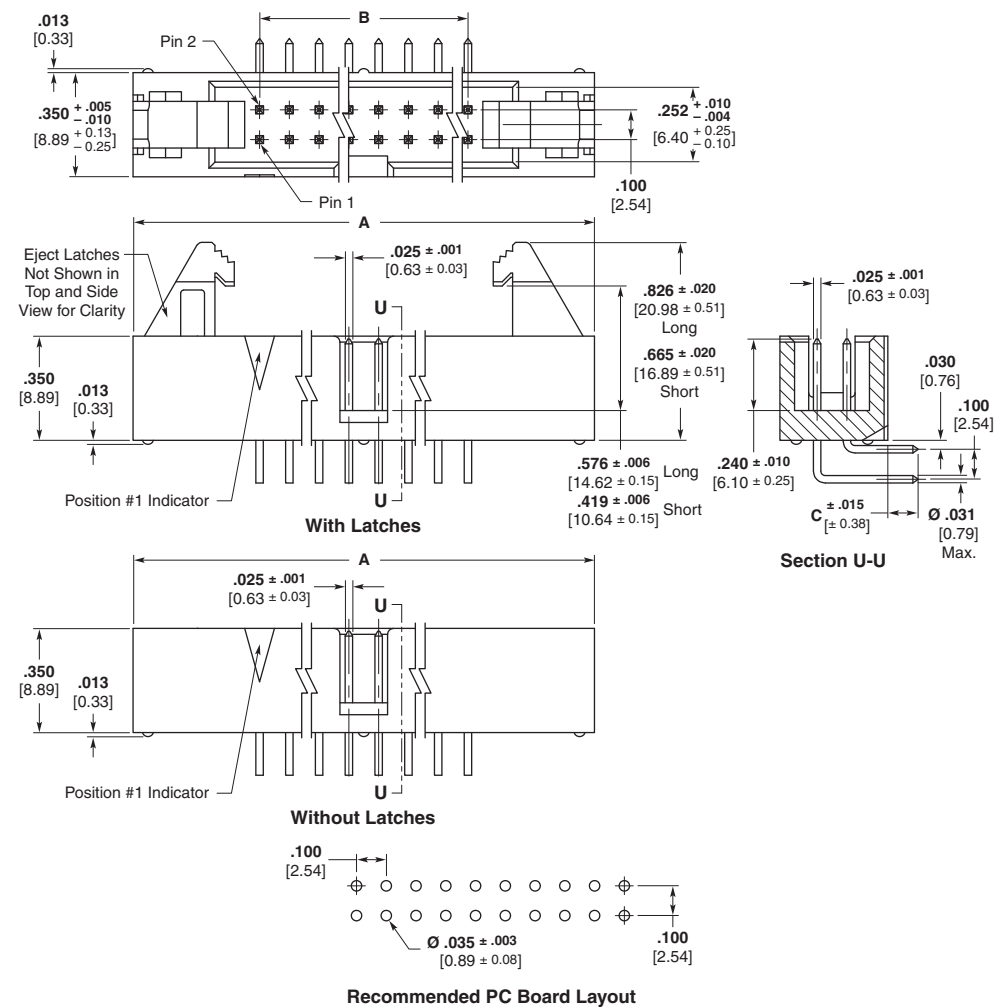 B
.013
[0.33]
Pin 2
.350 + .005 - .010
[8.89 + 0.13 - 0.25]
.252 + .010 - .004
[6.40 + 0.25 - 0.10]
.100
[2.54]
Pin 1
A
Eject Latches
Not Shown in
Top and Side
View for Clarity
.025 ± .001
[0.63 ± 0.03]
U
.826 ± .020
[20.98 ± 0.51]
Long
.665 ± .020
[16.89 ± 0.51]
Short
.350
[8.89]
.013
[0.33]
.576 ± .006
[14.62 ± 0.15] Long
.419 ± .006
[10.64 ± 0.15] Short
Position #1 Indicator
U
With Latches
.025 ± .001
[0.63 ± 0.03]
.030
[0.76]
.100
[2.54]
.240 ± .010
[6.10 ± 0.25]
C ± .015
[± 0.38]
Ø .031
[0.79]
Max.
Section U-U
A
.025 ± .001
[0.63 ± 0.03]
U
.350
[8.89]
.013
[0.33]
Position #1 Indicator
U
Without Latches
.100
[2.54]
Ø .035 ± .003
[0.89 ± 0.08]
.100
[2.54]
Recommended PC Board Layout